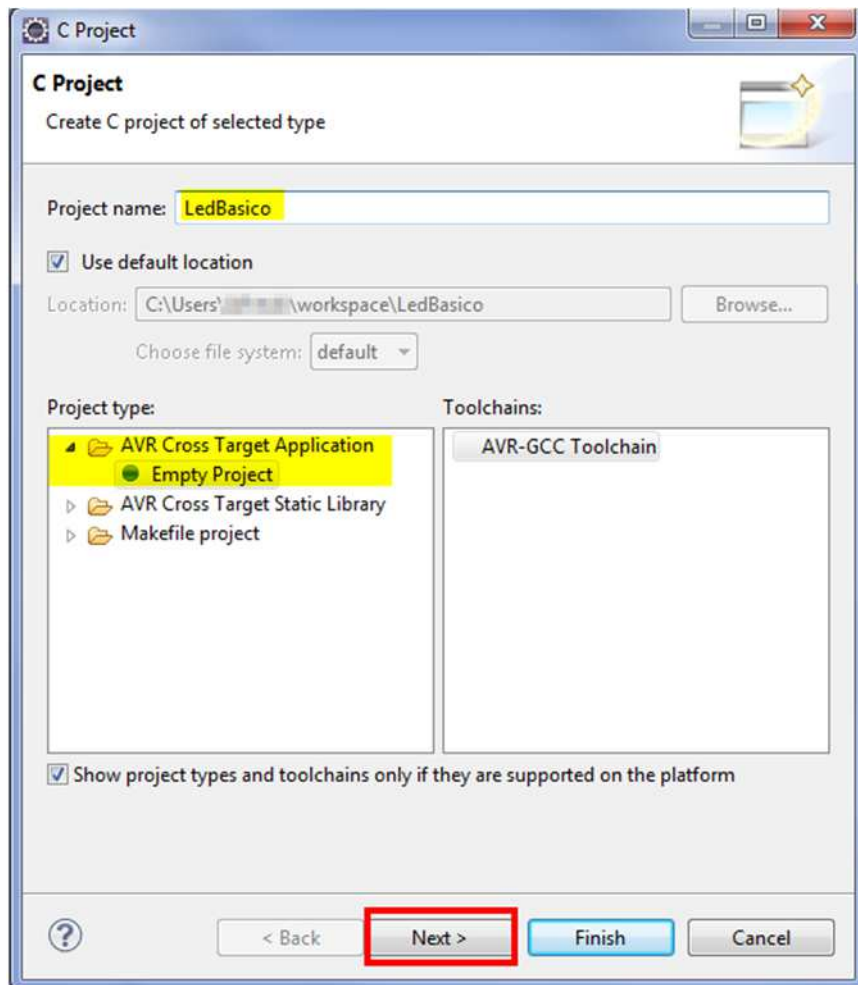 C Project
C Project
Create C project of selected type
Project name: LedBasico
Use default location
Location: C:\Users\ \workspace\LedBasico Browse...
Choose file system: default
Project type: Toolchains:
AVR Cross Target Application AVR-GCC Toolchain
Empty Project
AVR Cross Target Static Library
Makefile project
Show project types and toolchains only if they are supported on the platform
? < Back Next > Finish Cancel